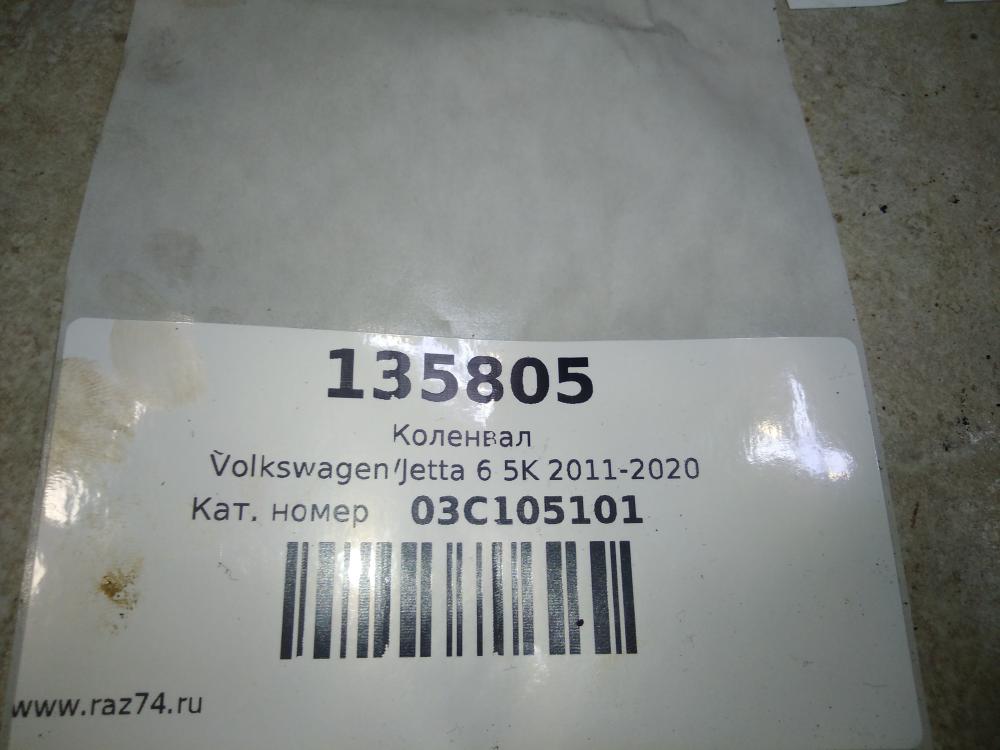 135805
Коленвал
Volkswagen Jetta 6 5K 2011-2020
Кат. номер 03C105101
www.raz74.ru